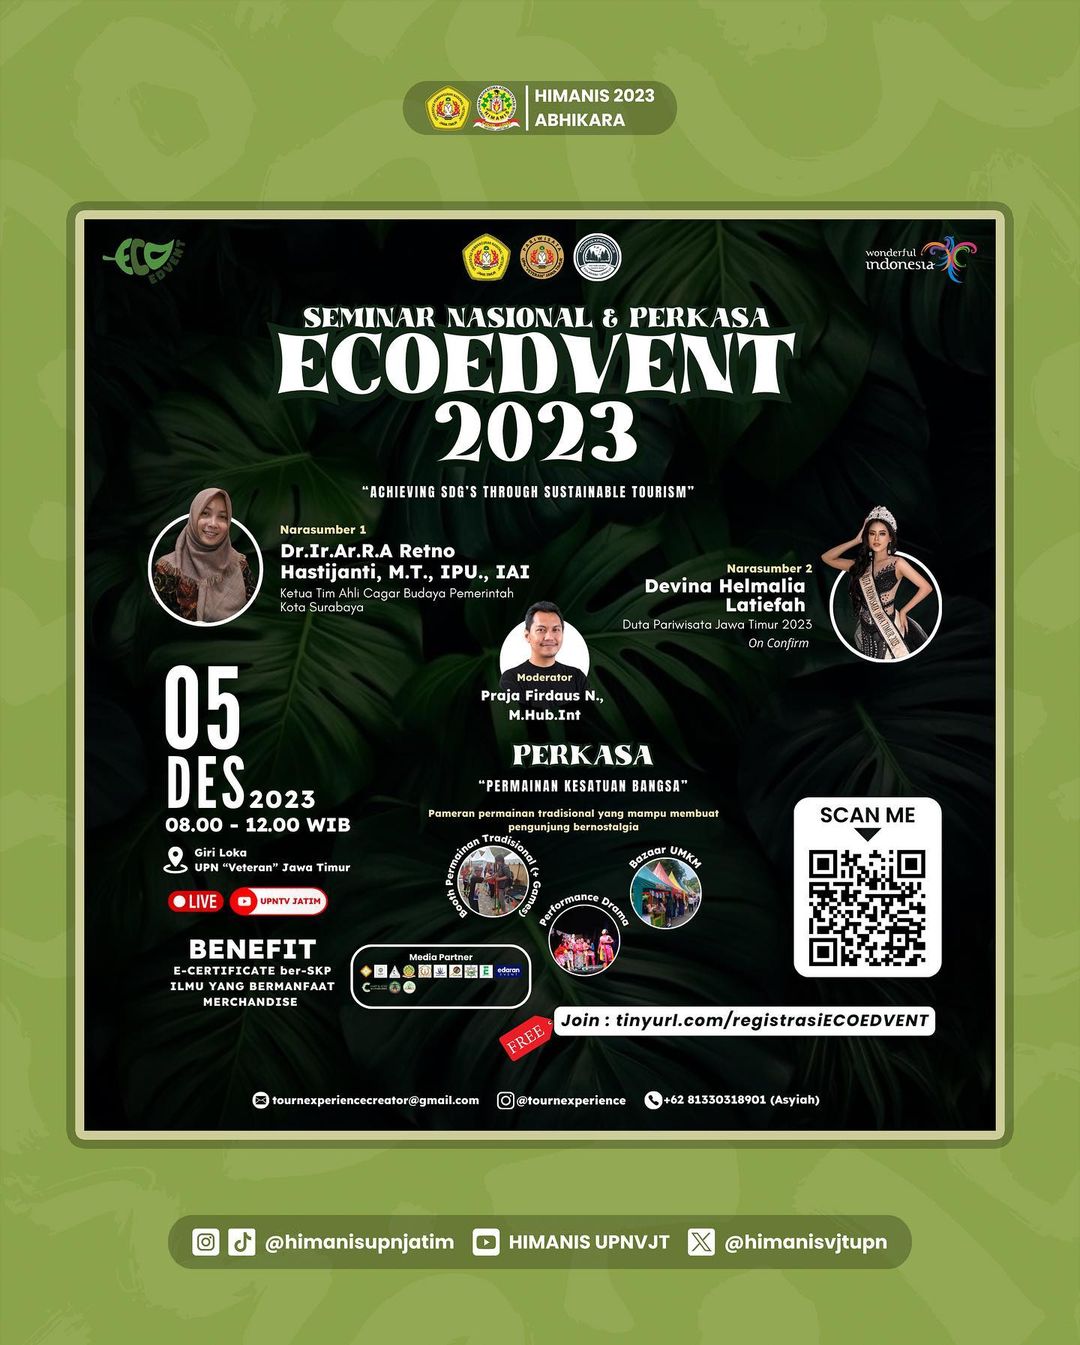 HIMANIS 2023
ABHIKARA
ECO
EDVENT
wonderful
indonesia
SEMINAR NASIONAL & PERKASA
ECOEDVENT
2023
“ACHIEVING SDG'S THROUGH SUSTAINABLE TOURISM”
Narasumber 1
Dr.Ir.Ar.R.A Retno
Hastijanti, M.T., IPU., IAI
Ketua Tim Ahli Cagar Budaya Pemerintah
Kota Surabaya
Narasumber 2
Devina Helmalia
Latiefah
Duta Pariwisata Jawa Timur 2023
On Confirm
Moderator
Praja Firdaus N.,
M.Hub.Int
05
DES 2023
08.00 - 12.00 WIB
Giri Loka
UPN “Veteran” Jawa Timur
LIVE
UPNTV JATIM
BENEFIT
E-CERTIFICATE ber-SKP
ILMU YANG BERMANFAAT
MERCHANDISE
PERKASA
“PERMAINAN KESATUAN BANGSA”
Pameran permainan tradisional yang mampu membuat
pengunjung bernostalgia
Booth Permainan Tradisional (+ Games)
Performance Drama
Bazaar UMKM
Media Partner
edaran
SCAN ME
FREE
Join : tinyurl.com/registrasiECOEDVENT
tournexperiencecreator@gmail.com
@tournexperience
+62 81330318901 (Asyiah)
@himanisupnjatim
HIMANIS UPNVJT
@himanisvjtupn